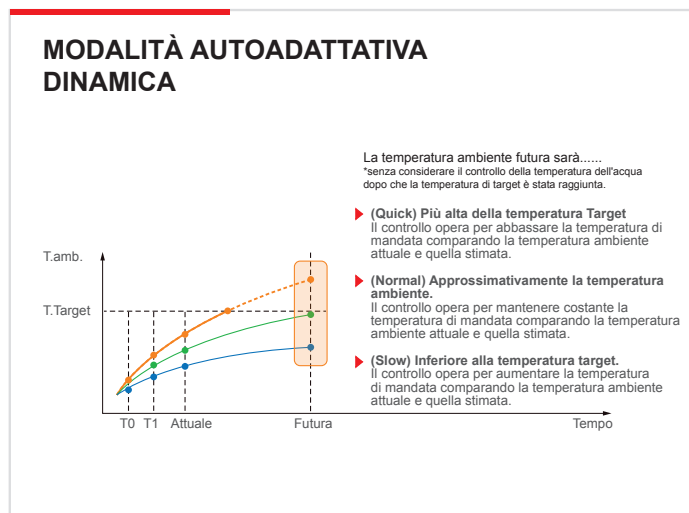 MODALITÀ AUTOADATTATIVA
DINAMICA
La temperatura ambiente futura sarà......
*senza considerare il controllo della temperatura dell'acqua
dopo che la temperatura di target è stata raggiunta.
(Quick) Più alta della temperatura Target
Il controllo opera per abbassare la temperatura di
mandata comparando la temperatura ambiente
attuale e quella stimata.
(Normal) Approssimativamente la temperatura
ambiente.
Il controllo opera per mantenere costante la
temperatura di mandata comparando la temperatura
ambiente attuale e quella stimata.
(Slow) Inferiore alla temperatura target.
Il controllo opera per aumentare la temperatura
di mandata comparando la temperatura ambiente
attuale e quella stimata.
T.amb.
T.Target
T0 T1 Attuale Futura Tempo